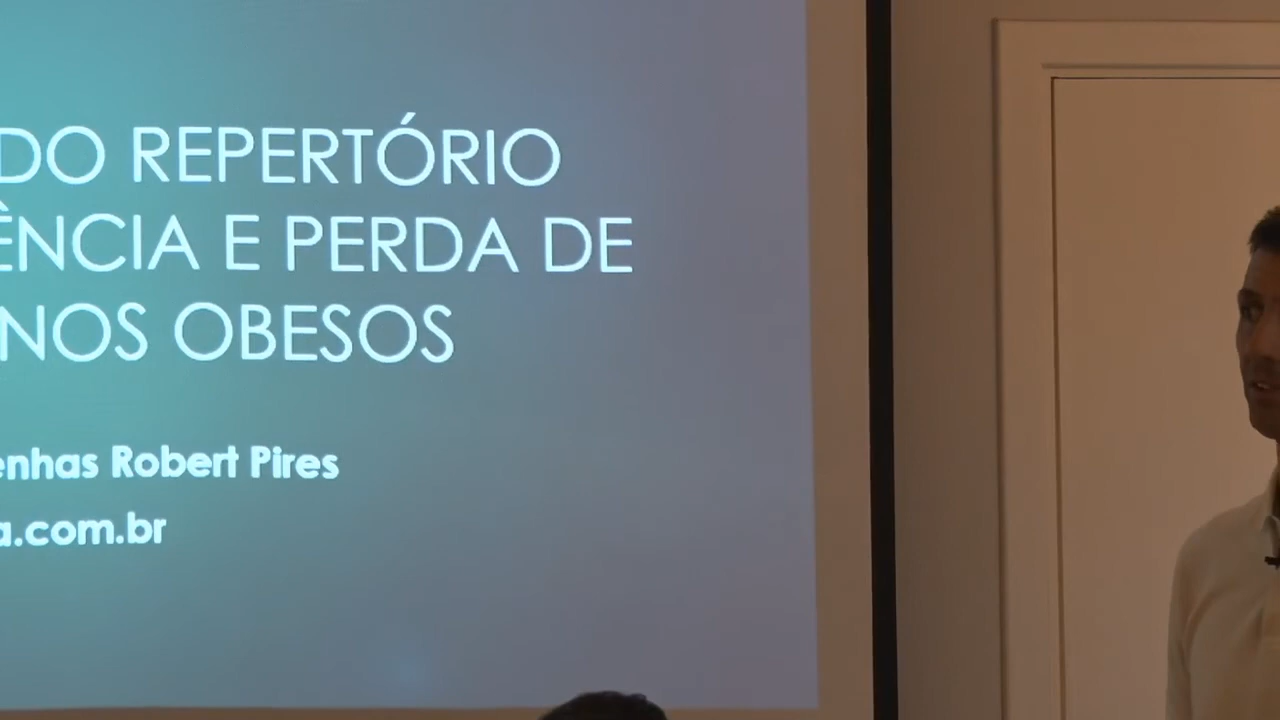 DO REPERTÓRIO
ÊNCIA E PERDA DE
NOS OBESOS
enhas Robert Pires
a.com.br